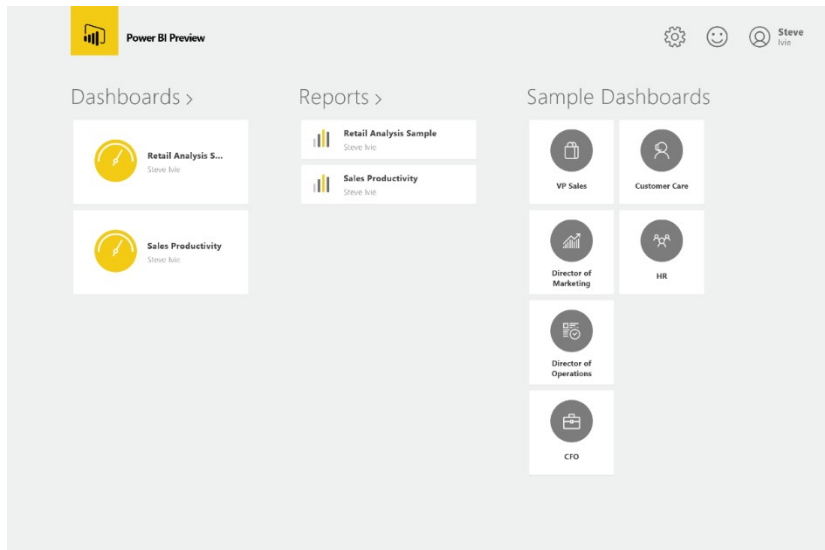 Power BI Preview
Steve
Ivie
Dashboards >
Retail Analysis S...
Steve Ivie
Sales Productivity
Steve Ivie
Reports >
Retail Analysis Sample
Steve Ivie
Sales Productivity
Steve Ivie
Sample Dashboards
VP Sales
Customer Care
Director of
Marketing
HR
Director of
Operations
CFO